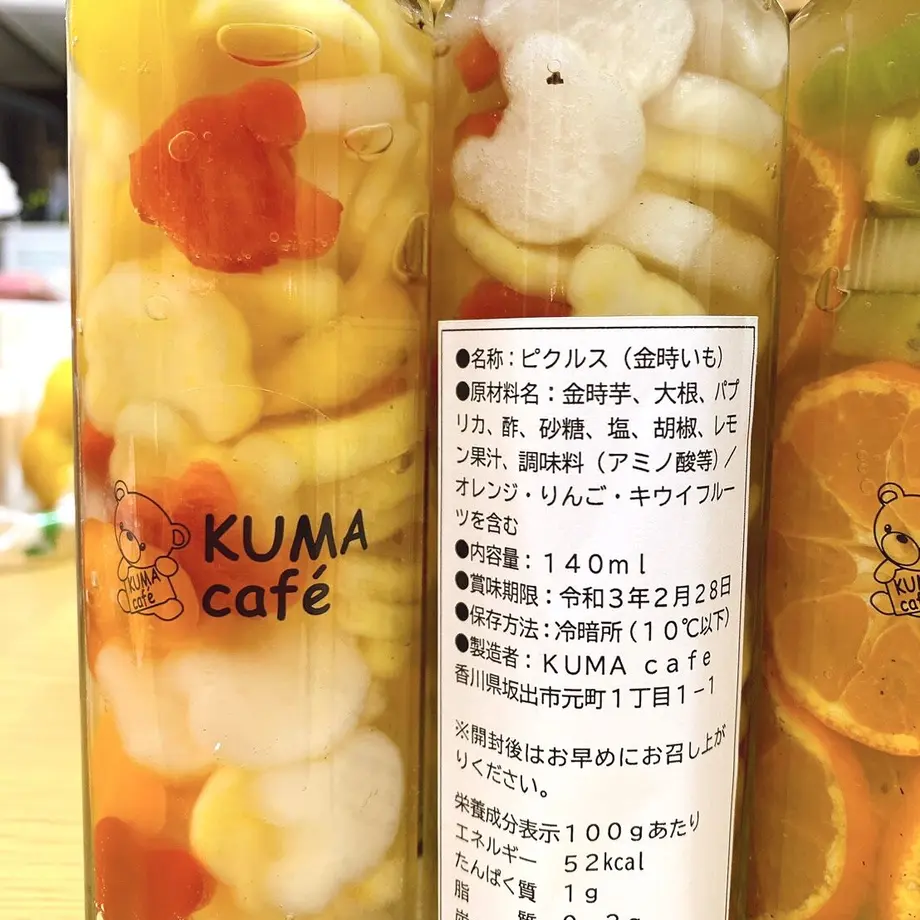 KUMA
café
KUMA
café
●名称：ピクルス（金時いも）
●原材料名：金時芋、大根、パプ
リカ、酢、砂糖、塩、胡椒、レモ
ン果汁、調味料（アミノ酸等）／
オレンジ・りんご・キウイフルー
ツを含む
●内容量：１４０ｍｌ
●賞味期限：令和３年２月２８日
●保存方法：冷暗所（１０℃以下）
●製造者：ＫＵＭＡ ｃａｆｅ
香川県坂出市元町１丁目１−１
※開封後はお早めにお召し上が
りください。
栄養成分表示１００ｇあたり
エネルギー ５２kcal
たんぱく質 １ｇ
脂 質